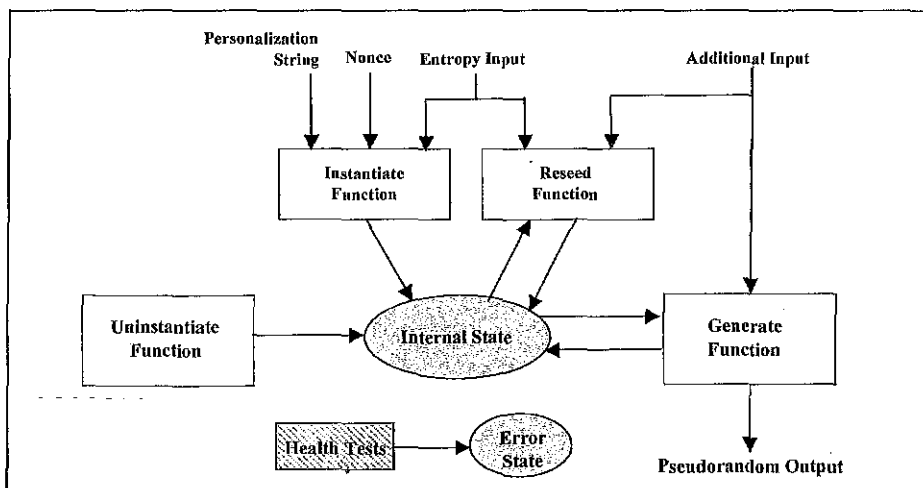 Personalization
String
Nonce
Entropy Input
Additional Input
Instantiate
Function
Reseed
Function
Uninstantiate
Function
Internal State
Generate
Function
Health Tests
Error
State
Pseudorandom Output